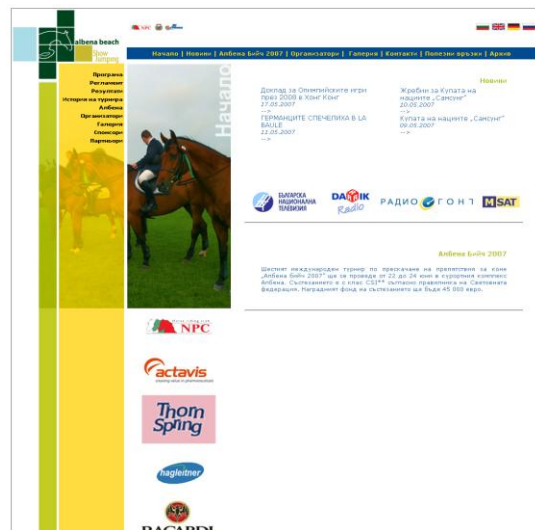 NPC
albena beach
Show
Jumping
Начало | Новини | Албена Бийч 2007 | Организатори | Галерия | Контакти | Полезни връзки | Архив
Програма
Регламент
Резултати
История на турнира
Албена
Организатори
Галерия
Спонсори
Партньори
Начало
Новини
Доклад за Олимпийските игри
през 2008 в Хонг Конг
17.05.2007
-->
ГЕРМАНЦИТЕ СПЕЧЕЛИХА В LA
BAULE
11.05.2007
-->
Жребии за Купата на
нациите „Самсунг"
10.05.2007
-->
Купата на нациите „Самсунг"
09.05.2007
-->
БЪЛГАРСКА
НАЦИОНАЛНА
ТЕЛЕВИЗИЯ
DARIK
Radio
РАДИО ГОНГ
MSAT
Албена Бийч 2007
Шестият международен турнир по прескачане на препятствия за коне
„Албена Бийч 2007" ще се проведе от 22 до 24 юни в курортния комплекс
Албена. Състезанието е с клас CSI** съгласно правилника на Световната
федерация. Наградният фонд на състезанието ще бъде 45 000 евро.
NPC
actavis
Thorn
Spring
hagleitner
BACARDI